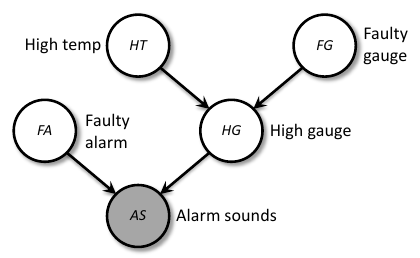 High temp
HT
FG
Faulty
gauge
FA
Faulty
alarm
HG
High gauge
AS
Alarm sounds